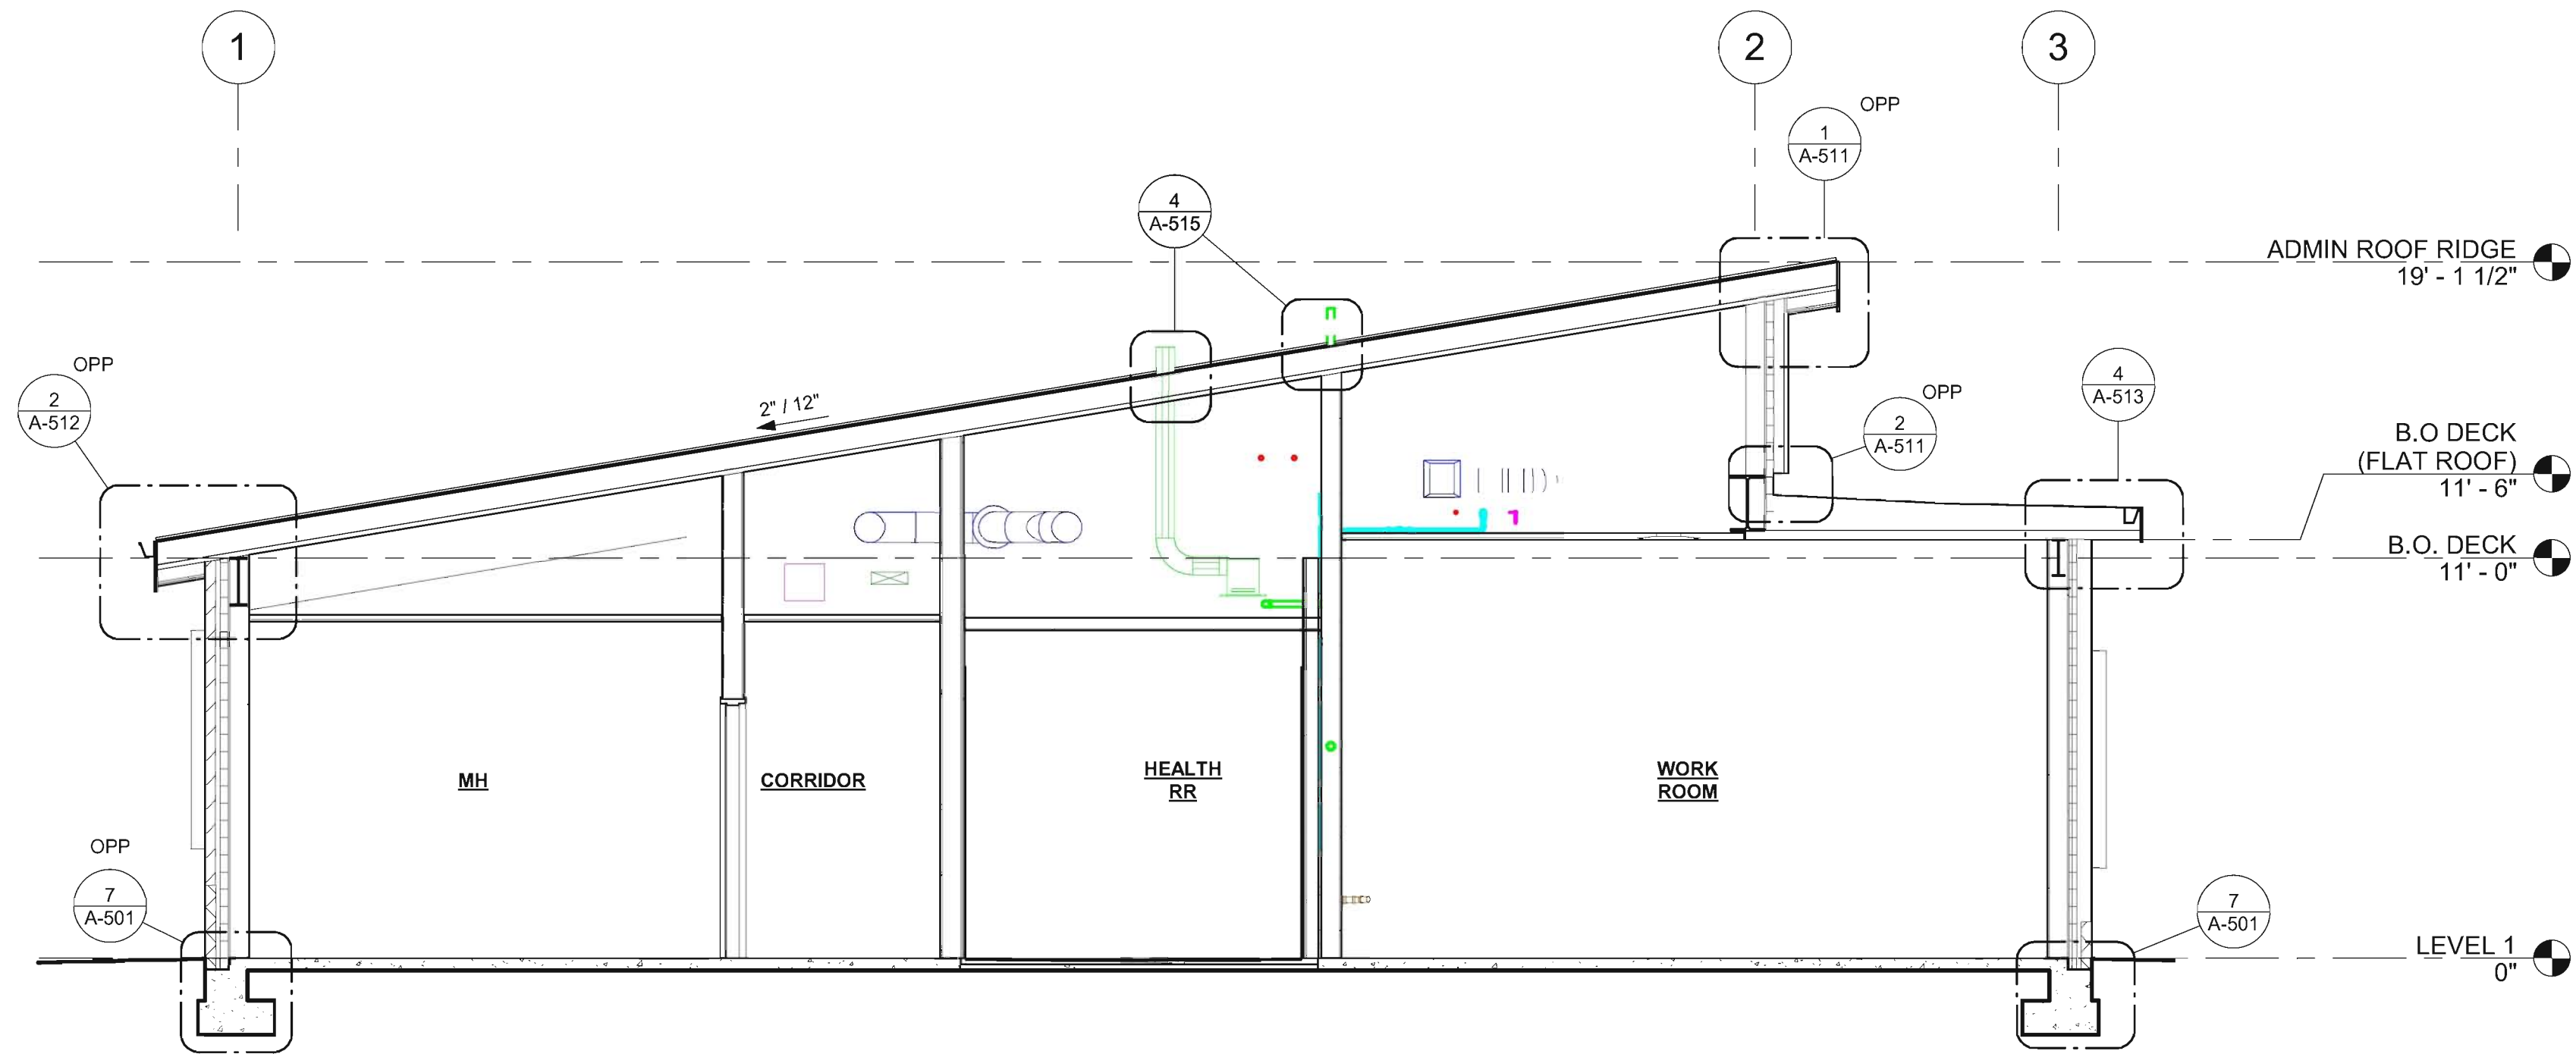 1
2
3
OPP
1
A-511
4
A-515
ADMIN ROOF RIDGE
19' - 1 1/2"
OPP
2
A-512
2" / 12"
OPP
2
A-511
4
A-513
B.O DECK
(FLAT ROOF)
11' - 6"
B.O. DECK
11' - 0"
MH
CORRIDOR
HEALTH
RR
WORK
ROOM
OPP
7
A-501
7
A-501
LEVEL 1
0"